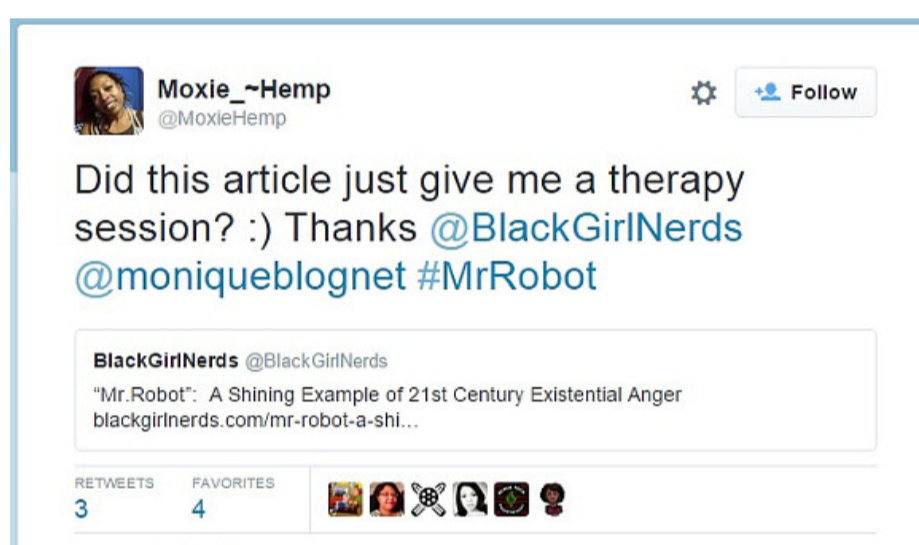 Moxie_~Hemp
@MoxieHemp
Follow
Did this article just give me a therapy
session? :) Thanks @BlackGirlNerds
@moniqueblognet #MrRobot
BlackGirlNerds @BlackGirlNerds
“Mr.Robot”: A Shining Example of 21st Century Existential Anger
blackgirlnerds.com/mr-robot-a-shi...
RETWEETS FAVORITES
3 4